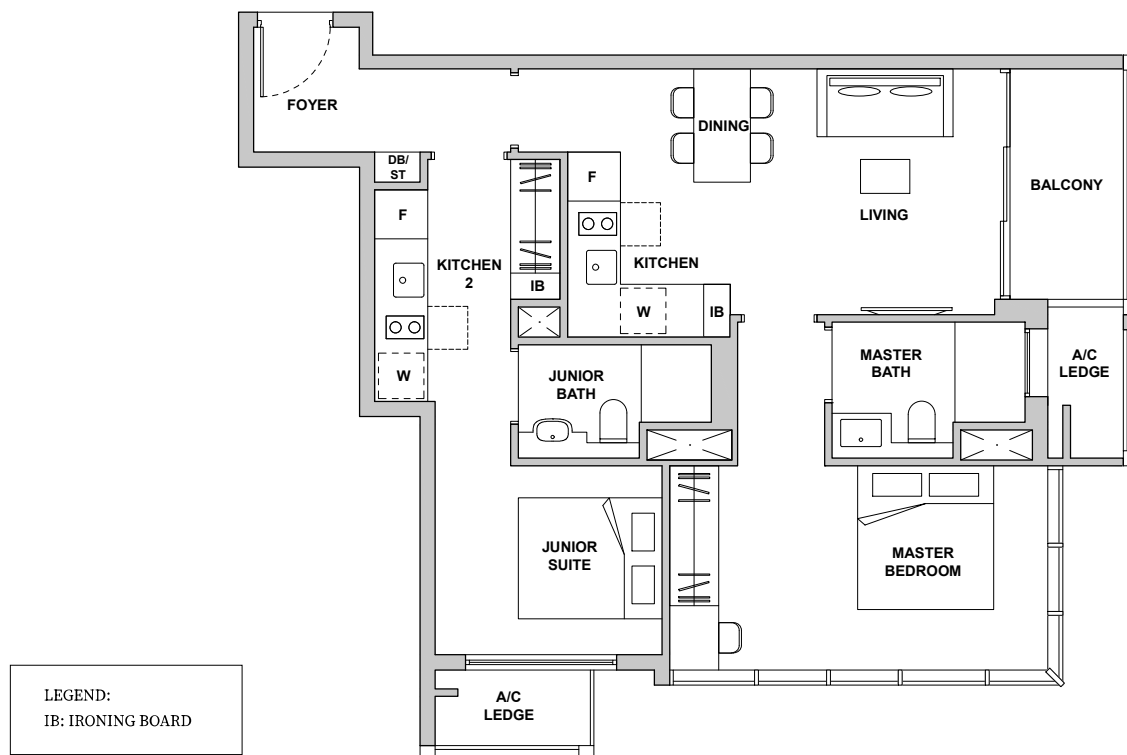 FOYER
DINING
LIVING
BALCONY
DB/
ST
F
F
KITCHEN
2
KITCHEN
IB
W
IB
W
JUNIOR
BATH
MASTER
BATH
A/C
LEDGE
JUNIOR
SUITE
MASTER
BEDROOM
A/C
LEDGE
LEGEND:
IB: IRONING BOARD